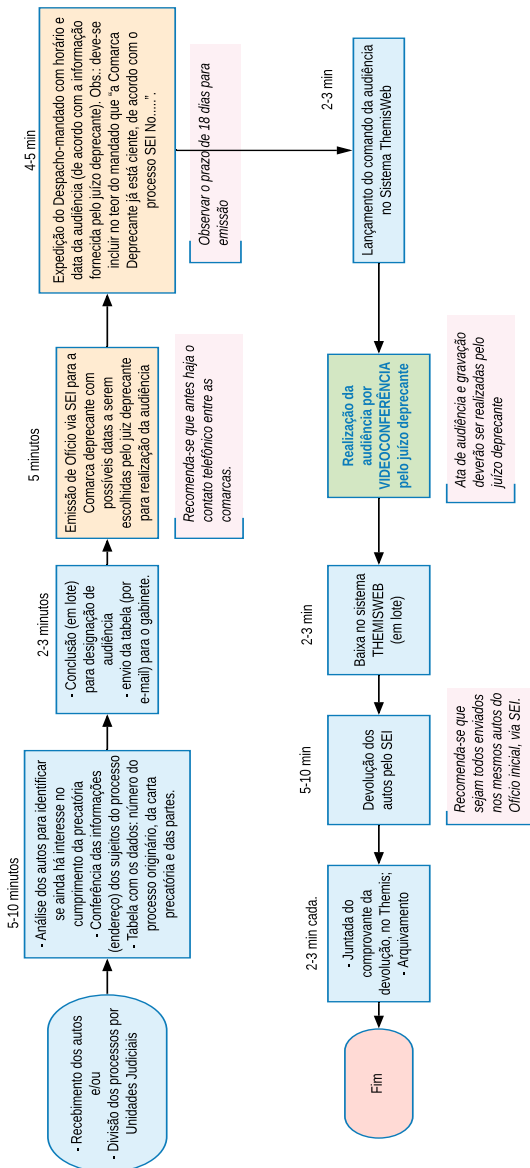 - Recebimento dos autos
e/ou
- Divisão dos processos por
Unidades Judiciais
5-10 minutos
- Análise dos autos para identificar
se ainda há interesse no
cumprimento da precatória
- Conferência das informações
(endereço) dos sujeitos do processo
- Tabela com os dados: número do
processo originário, da carta
precatória e das partes.
2-3 minutos
- Conclusão (em lote)
para designação de
audiência
- envio da tabela (por
e-mail) para o gabinete.
5 minutos
Emissão de Ofício via SEI para a
Comarca deprecante com
possíveis datas a serem
escolhidas pelo juiz deprecante
para realização da audiência
Recomenda-se que antes haja o
contato telefônico entre as
comarcas.
4-5 min
Expedição do Despacho-mandado com horário e
data da audiência (de acordo com a informação
fornecida pelo juízo deprecante). Obs.: deve-se
incluir no teor do mandado que "a Comarca
Deprecante já está ciente, de acordo com o
processo SEI No..... .
Observar o prazo de 18 dias para
emissão
2-3 min
Lançamento do comando da audiência
no Sistema ThemisWeb
Realização da
audiência por
VIDEOCONFERÊNCIA
pelo juízo deprecante
Ata de audiência e gravação
deverão ser realizadas pelo
juízo deprecante
2-3 min
Baixa no sistema
THEMISWEB
(em lote)
5-10 min
Devolução dos
autos pelo SEI
Recomenda-se que
sejam todos enviados
nos mesmos autos do
Ofício inicial, via SEI.
2-3 min cada.
- Juntada do
comprovante da
devolução, no Themis;
- Arquivamento
Fim